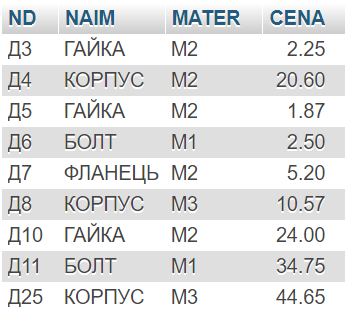 ND NAIM MATER CENA
Д3 ГАЙКА М2 2.25
Д4 КОРПУС М2 20.60
Д5 ГАЙКА М2 1.87
Д6 БОЛТ М1 2.50
Д7 ФЛАНЕЦЬ М2 5.20
Д8 КОРПУС М3 10.57
Д10 ГАЙКА М2 24.00
Д11 БОЛТ М1 34.75
Д25 КОРПУС М3 44.65